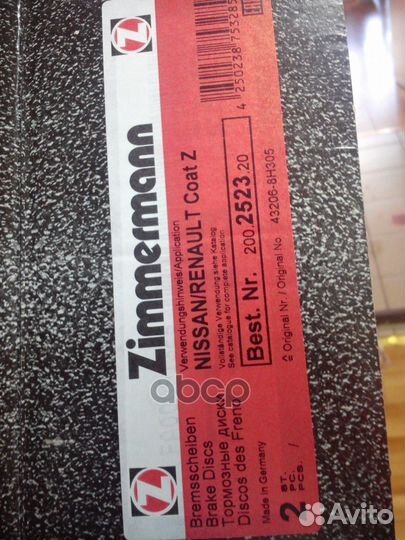 Zimmermann
Verwendungshinweis/Application
NISSAN/RENAULT Coat Z
Vollständige Verwendung siehe Katalog
See catalogue for complete application
Best. Nr. 200.2523.20
≙ Original Nr. / Original No. 43206-8H305
4 250238 753285
Bremsscheiben
Brake Discs
Тормозные диски
Discos des Freno
Made in Germany
2 ST.
PCS.
abcp
Avito